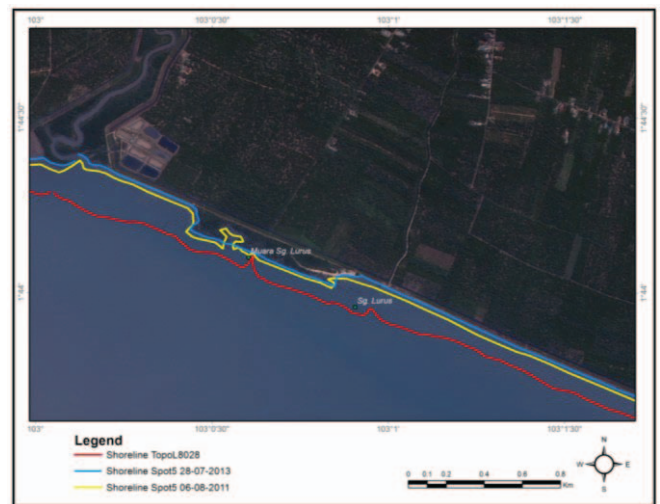 103°
103°0'30"
103°1'
103°1'30"
1°44'30"
1°44'30"
Muara Sg. Lurus
Sg. Lurus
1°44'
1°44'
103°
103°0'30"
103°1'
103°1'30"
Legend
Shoreline TopoL8028
Shoreline Spot5 28-07-2013
Shoreline Spot5 06-08-2011
0 0.1 0.2 0.4 0.6 0.8
Km
N
W E
S